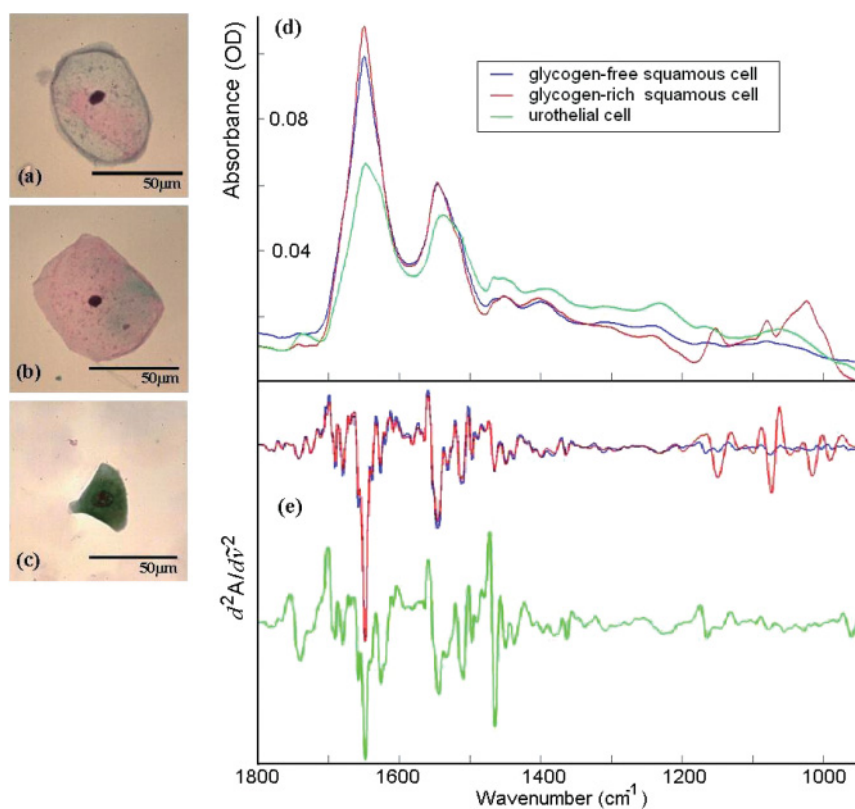 (a)
50µm
(b)
50µm
(c)
50µm
(d)
Absorbance (OD)
0.08
0.04
glycogen-free squamous cell
glycogen-rich squamous cell
urothelial cell
(e)
d²A/dν̃²
1800
1600
1400
1200
1000
Wavenumber (cm⁻¹)